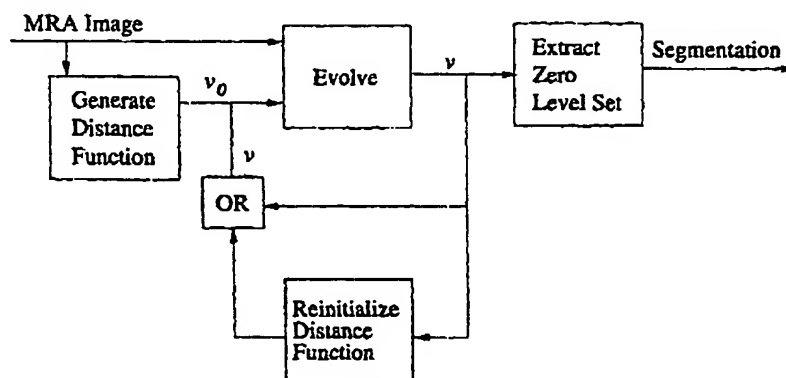 MRA Image
Generate
Distance
Function
v0
v
OR
Evolve
v
Extract
Zero
Level Set
Segmentation
Reinitialize
Distance
Function